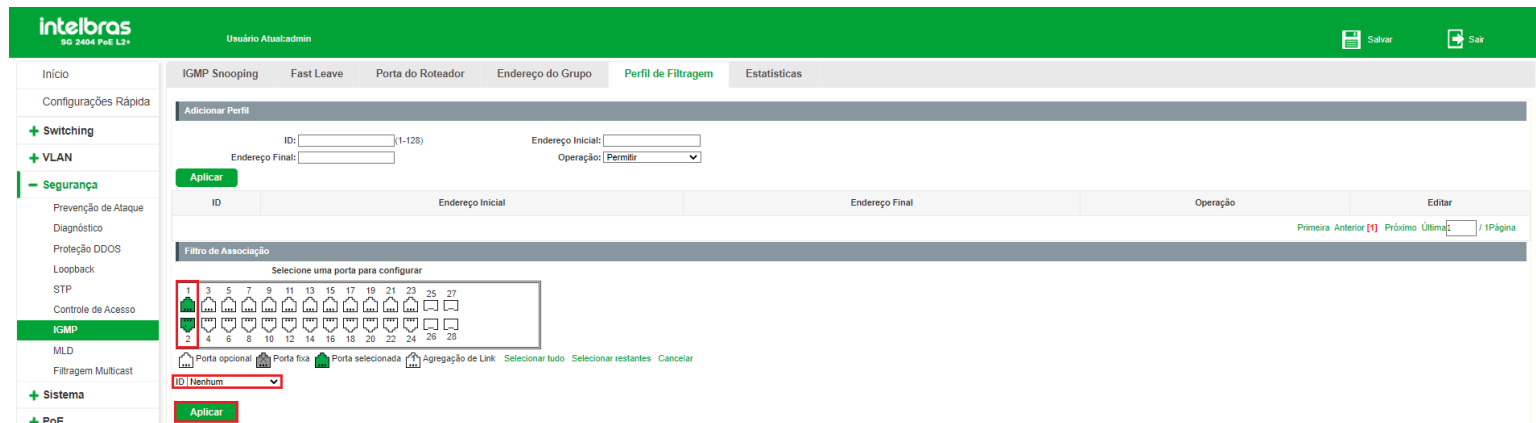 intelbras
SG 2404 PoE L2+
Usuário Atual:admin
Salvar
Sair
Início
Configurações Rápida
Switching
VLAN
Segurança
Prevenção de Ataque
Diagnóstico
Proteção DDOS
Loopback
STP
Controle de Acesso
IGMP
MLD
Filtragem Multicast
Sistema
PoE
IGMP Snooping Fast Leave Porta do Roteador Endereço do Grupo Perfil de Filtragem Estatísticas
Adicionar Perfil
ID: (1-128) Endereço Inicial:
Endereço Final: Operação: Permitir
Aplicar
ID Endereço Inicial Endereço Final Operação Editar
Primeira Anterior [1] Próximo Última 1 / 1Página
Filtro de Associação
Selecione uma porta para configurar
1 3 5 7 9 11 13 15 17 19 21 23 25 27
2 4 6 8 10 12 14 16 18 20 22 24 26 28
Porta opcional Porta fixa Porta selecionada 1 Agregação de Link Selecionar tudo Selecionar restantes Cancelar
ID Nenhum
Aplicar